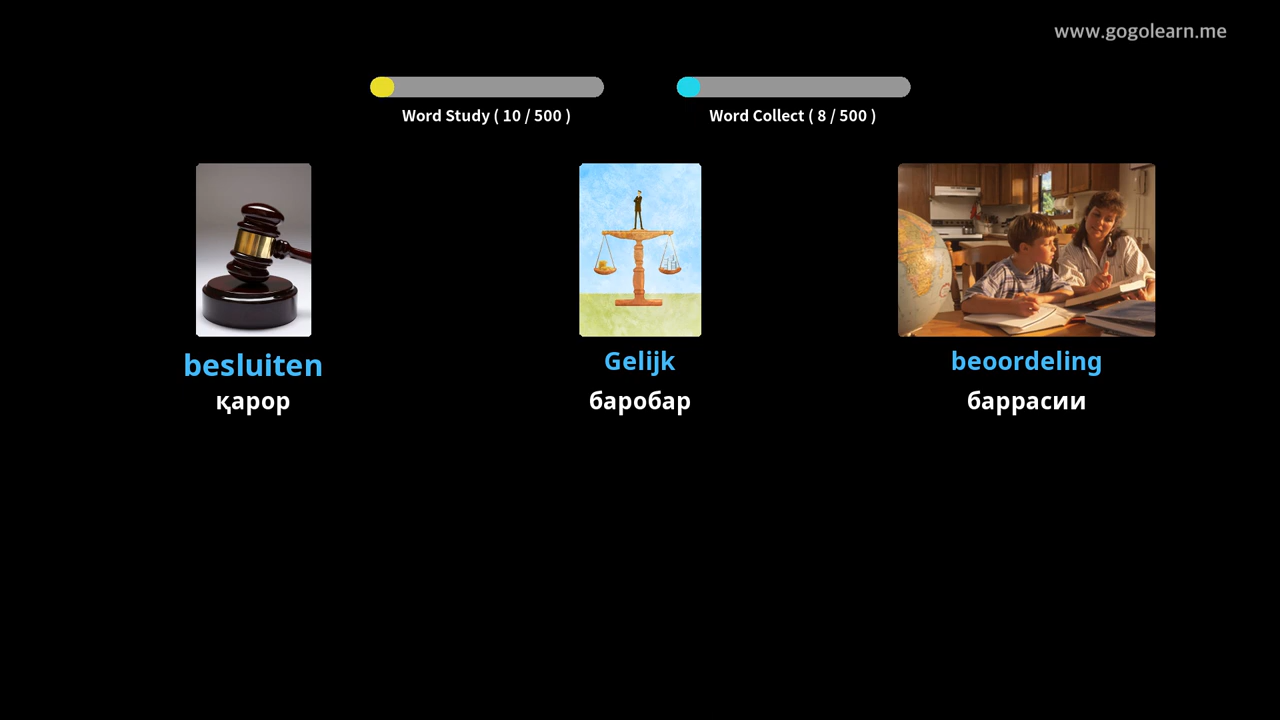 www.gogolearn.me
Word Study ( 10 / 500 )
Word Collect ( 8 / 500 )
besluiten
қарор
Gelijk
баробар
beoordeling
баррасии